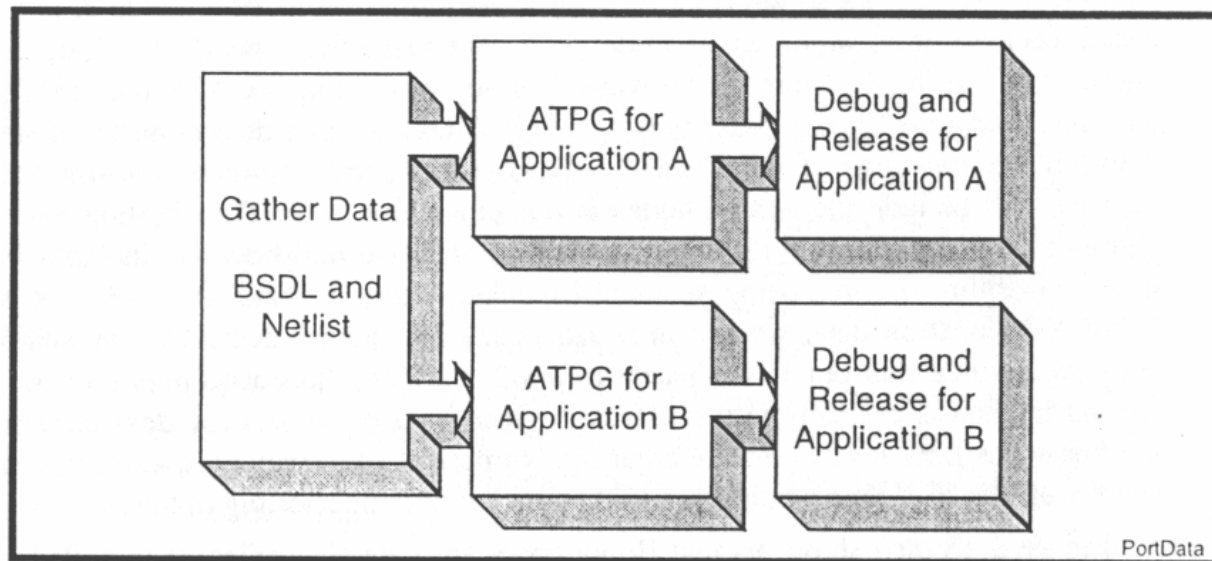 Gather Data
BSDL and
Netlist
ATPG for
Application A
Debug and
Release for
Application A
ATPG for
Application B
Debug and
Release for
Application B
PortData